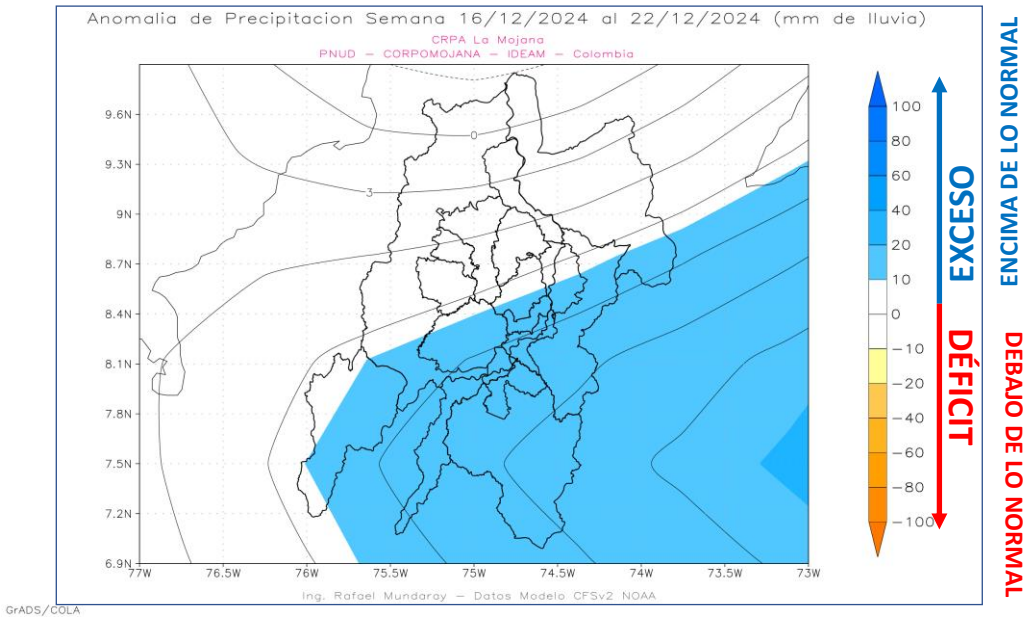 Anomalia de Precipitacion Semana 16/12/2024 al 22/12/2024 (mm de lluvia)
CRPA La Mojana
PNUD – CORPOMOJANA – IDEAM – Colombia
9.6N
9.3N
9N
8.7N
8.4N
8.1N
7.8N
7.5N
7.2N
6.9N
0
3
77W 76.5W 76W 75.5W 75W 74.5W 74W 73.5W 73W
Ing. Rafael Mundaray – Datos Modelo CFSv2 NOAA
GrADS/COLA
100
80
60
40
20
10
0
−10
−20
−40
−60
−80
−100
EXCESO
DÉFICIT
ENCIMA DE LO NORMAL
DEBAJO DE LO NORMAL